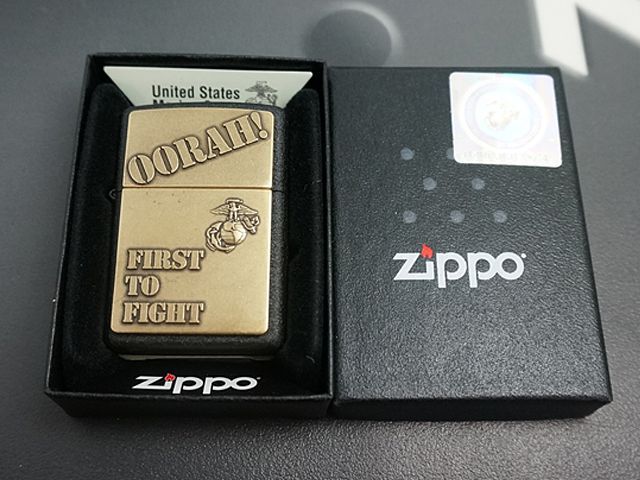 United States
OORAH!
FIRST
TO
FIGHT
zippo
zippo